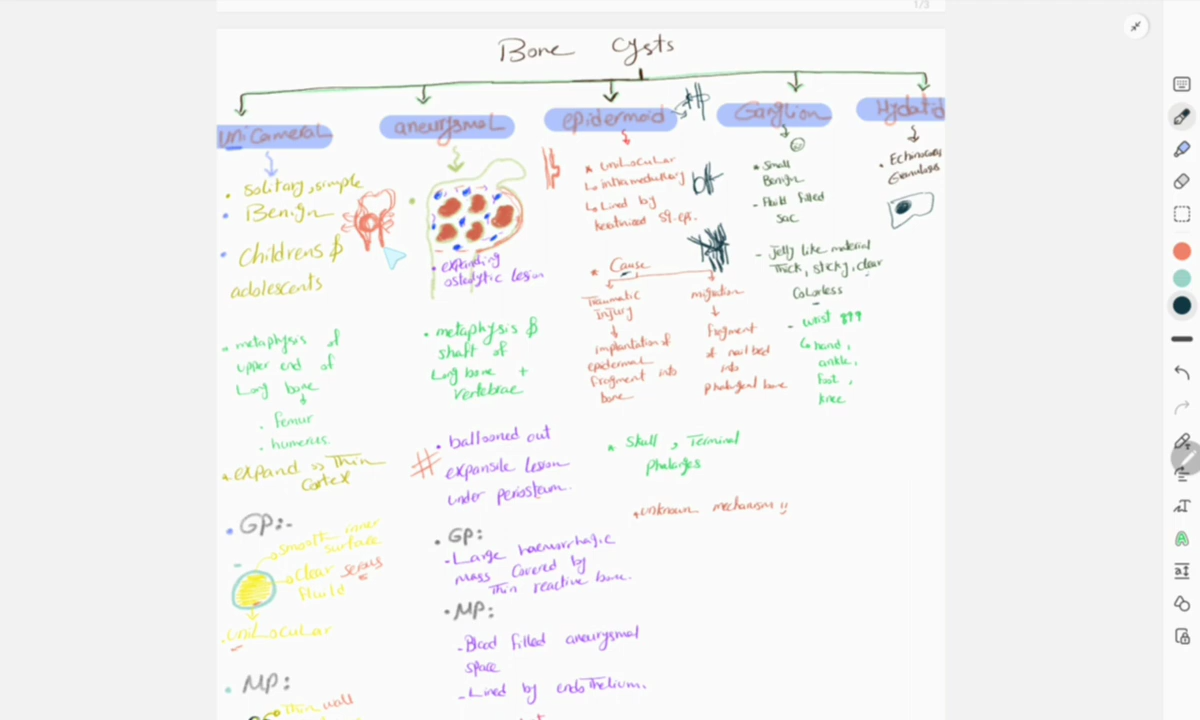 1/3
Bone Cysts
unicameral
• solitary, simple
• Benign
• Childrens &
adolescents
• metaphysis of
upper end of
Long bone
. femur
. humerus.
* expand >> Thin
Cortex
• GP:-
Smooth inner
surface
Clear serous
fluid
. UniLocular
• MP:
Thin wall
aneurysmal
• expanding
osteolytic lesion
• metaphysis &
shaft of
Long bone +
vertebrae
# • ballooned out
expansile lesion
under periosteum.
• GP:
- Large haemorrhagic
mass Covered by
Thin reactive bone.
• MP:
- Blood filled aneurysmal
space
- Lined by endothelium.
epidermoid
* uniLocular
intramedullary
Lined by
keratinized sq. ep.
* Cause
Traumatic
injury
implantation of
epidermal
fragment into
bone
migration
fragment
of nail bed
into
phalangeal bone
* Skull , Terminal
phalanges
unknown mechanism !!
Ganglion
* Small
Benign
- Fluid filled
sac
- Jelly like material
Thick, sticky, clear
Colorless
- wrist
hand,
ankle,
foot,
knee
Hydatid
• Echinococcus
Granulosis